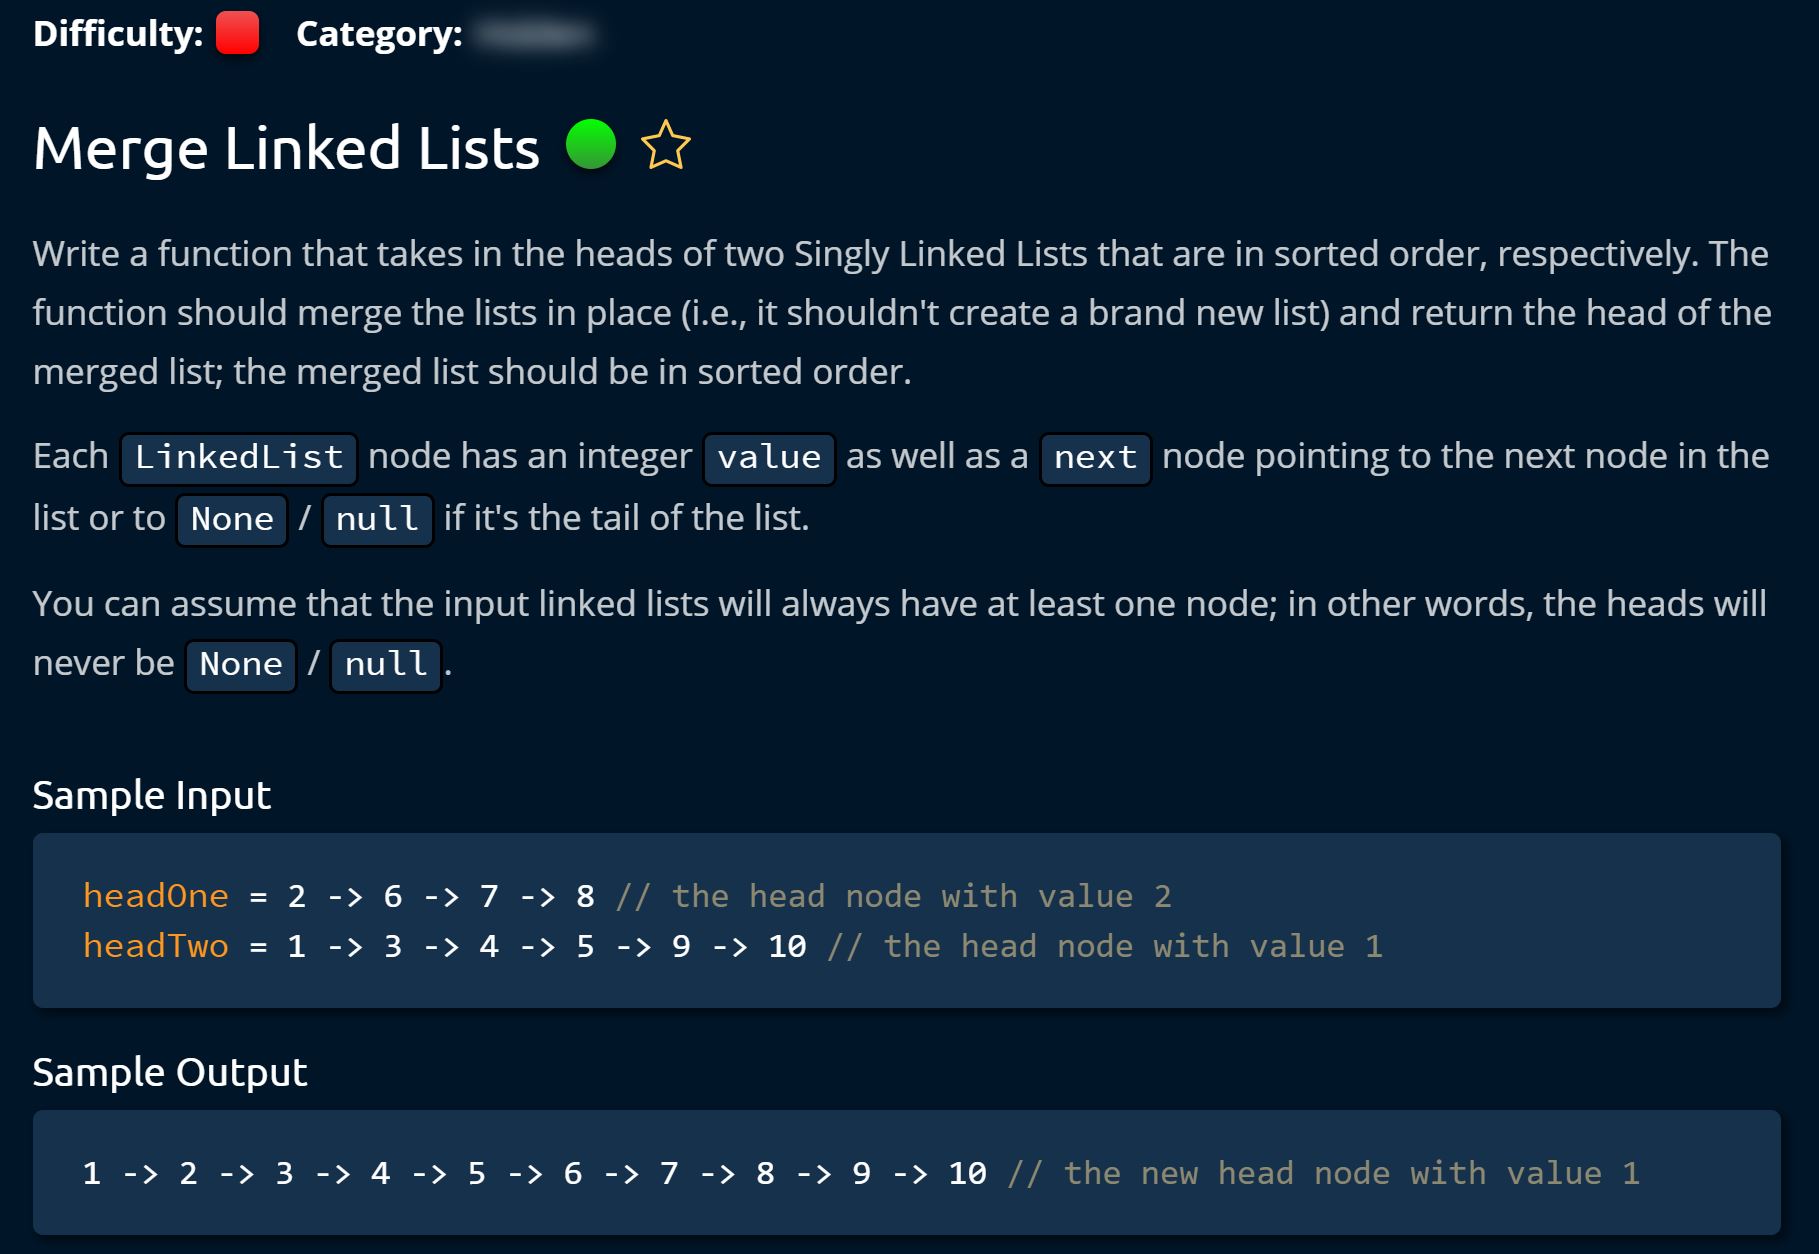 Difficulty: Category:
Merge Linked Lists
Write a function that takes in the heads of two Singly Linked Lists that are in sorted order, respectively. The
function should merge the lists in place (i.e., it shouldn't create a brand new list) and return the head of the
merged list; the merged list should be in sorted order.
Each LinkedList node has an integer value as well as a next node pointing to the next node in the
list or to None / null if it's the tail of the list.
You can assume that the input linked lists will always have at least one node; in other words, the heads will
never be None / null.
Sample Input
headOne = 2 -> 6 -> 7 -> 8 // the head node with value 2
headTwo = 1 -> 3 -> 4 -> 5 -> 9 -> 10 // the head node with value 1
Sample Output
1 -> 2 -> 3 -> 4 -> 5 -> 6 -> 7 -> 8 -> 9 -> 10 // the new head node with value 1